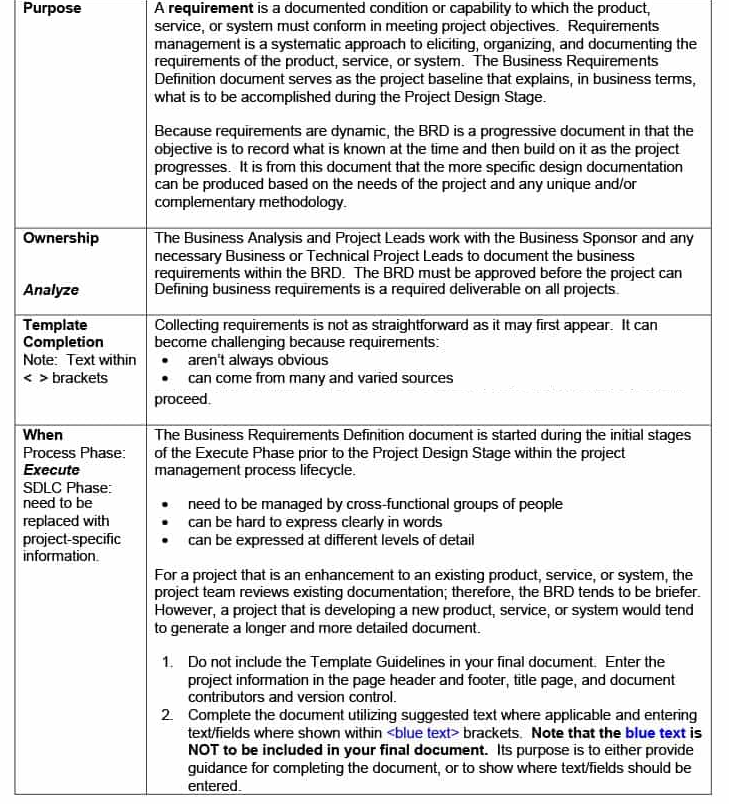 Purpose
A requirement is a documented condition or capability to which the product,
service, or system must conform in meeting project objectives. Requirements
management is a systematic approach to eliciting, organizing, and documenting the
requirements of the product, service, or system. The Business Requirements
Definition document serves as the project baseline that explains, in business terms,
what is to be accomplished during the Project Design Stage.
Because requirements are dynamic, the BRD is a progressive document in that the
objective is to record what is known at the time and then build on it as the project
progresses. It is from this document that the more specific design documentation
can be produced based on the needs of the project and any unique and/or
complementary methodology.
Ownership
Analyze
The Business Analysis and Project Leads work with the Business Sponsor and any
necessary Business or Technical Project Leads to document the business
requirements within the BRD. The BRD must be approved before the project can
Defining business requirements is a required deliverable on all projects.
Template
Completion
Note: Text within
< > brackets
Collecting requirements is not as straightforward as it may first appear. It can
become challenging because requirements:
• aren't always obvious
• can come from many and varied sources
proceed.
When
Process Phase:
Execute
SDLC Phase:
need to be
replaced with
project-specific
information.
The Business Requirements Definition document is started during the initial stages
of the Execute Phase prior to the Project Design Stage within the project
management process lifecycle.
• need to be managed by cross-functional groups of people
• can be hard to express clearly in words
• can be expressed at different levels of detail
For a project that is an enhancement to an existing product, service, or system, the
project team reviews existing documentation; therefore, the BRD tends to be briefer.
However, a project that is developing a new product, service, or system would tend
to generate a longer and more detailed document.
1. Do not include the Template Guidelines in your final document. Enter the
project information in the page header and footer, title page, and document
contributors and version control.
2. Complete the document utilizing suggested text where applicable and entering
text/fields where shown within <blue text> brackets. Note that the blue text is
NOT to be included in your final document. Its purpose is to either provide
guidance for completing the document, or to show where text/fields should be
entered.